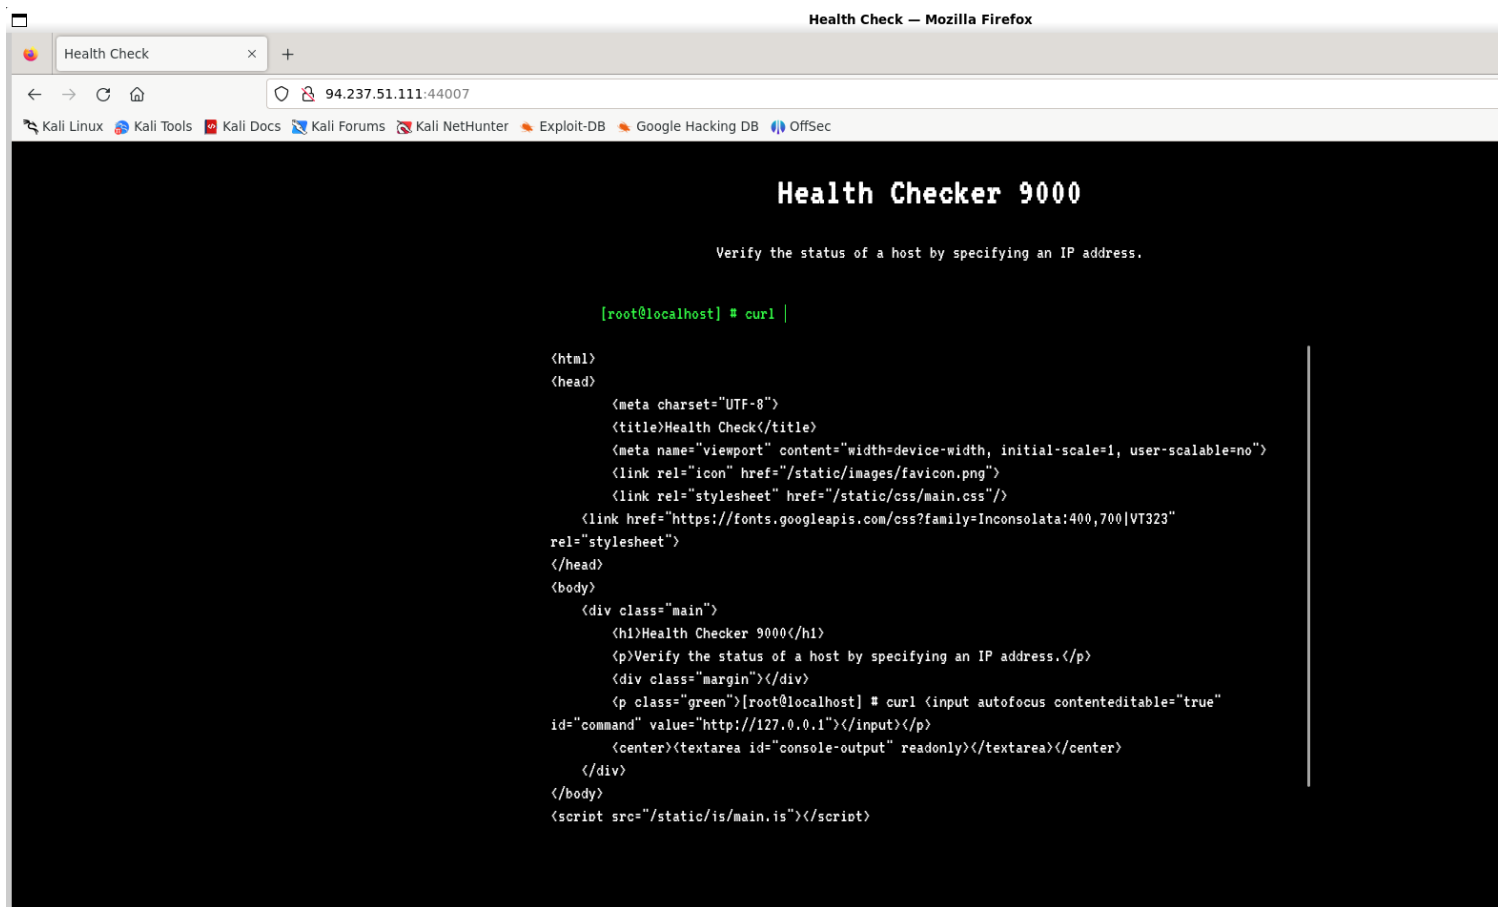 Health Check — Mozilla Firefox
Health Check
94.237.51.111:44007
Kali Linux Kali Tools Kali Docs Kali Forums Kali NetHunter Exploit-DB Google Hacking DB OffSec
Health Checker 9000
Verify the status of a host by specifying an IP address.
[root@localhost] # curl
<html>
<head>
<meta charset="UTF-8">
<title>Health Check</title>
<meta name="viewport" content="width=device-width, initial-scale=1, user-scalable=no">
<link rel="icon" href="/static/images/favicon.png">
<link rel="stylesheet" href="/static/css/main.css"/>
<link href="https://fonts.googleapis.com/css?family=Inconsolata:400,700|VT323"
rel="stylesheet">
</head>
<body>
<div class="main">
<h1>Health Checker 9000</h1>
<p>Verify the status of a host by specifying an IP address.</p>
<div class="margin"></div>
<p class="green">[root@localhost] # curl <input autofocus contenteditable="true"
id="command" value="http://127.0.0.1"></input></p>
<center><textarea id="console-output" readonly></textarea></center>
</div>
</body>
<script src="/static/js/main.js"></script>